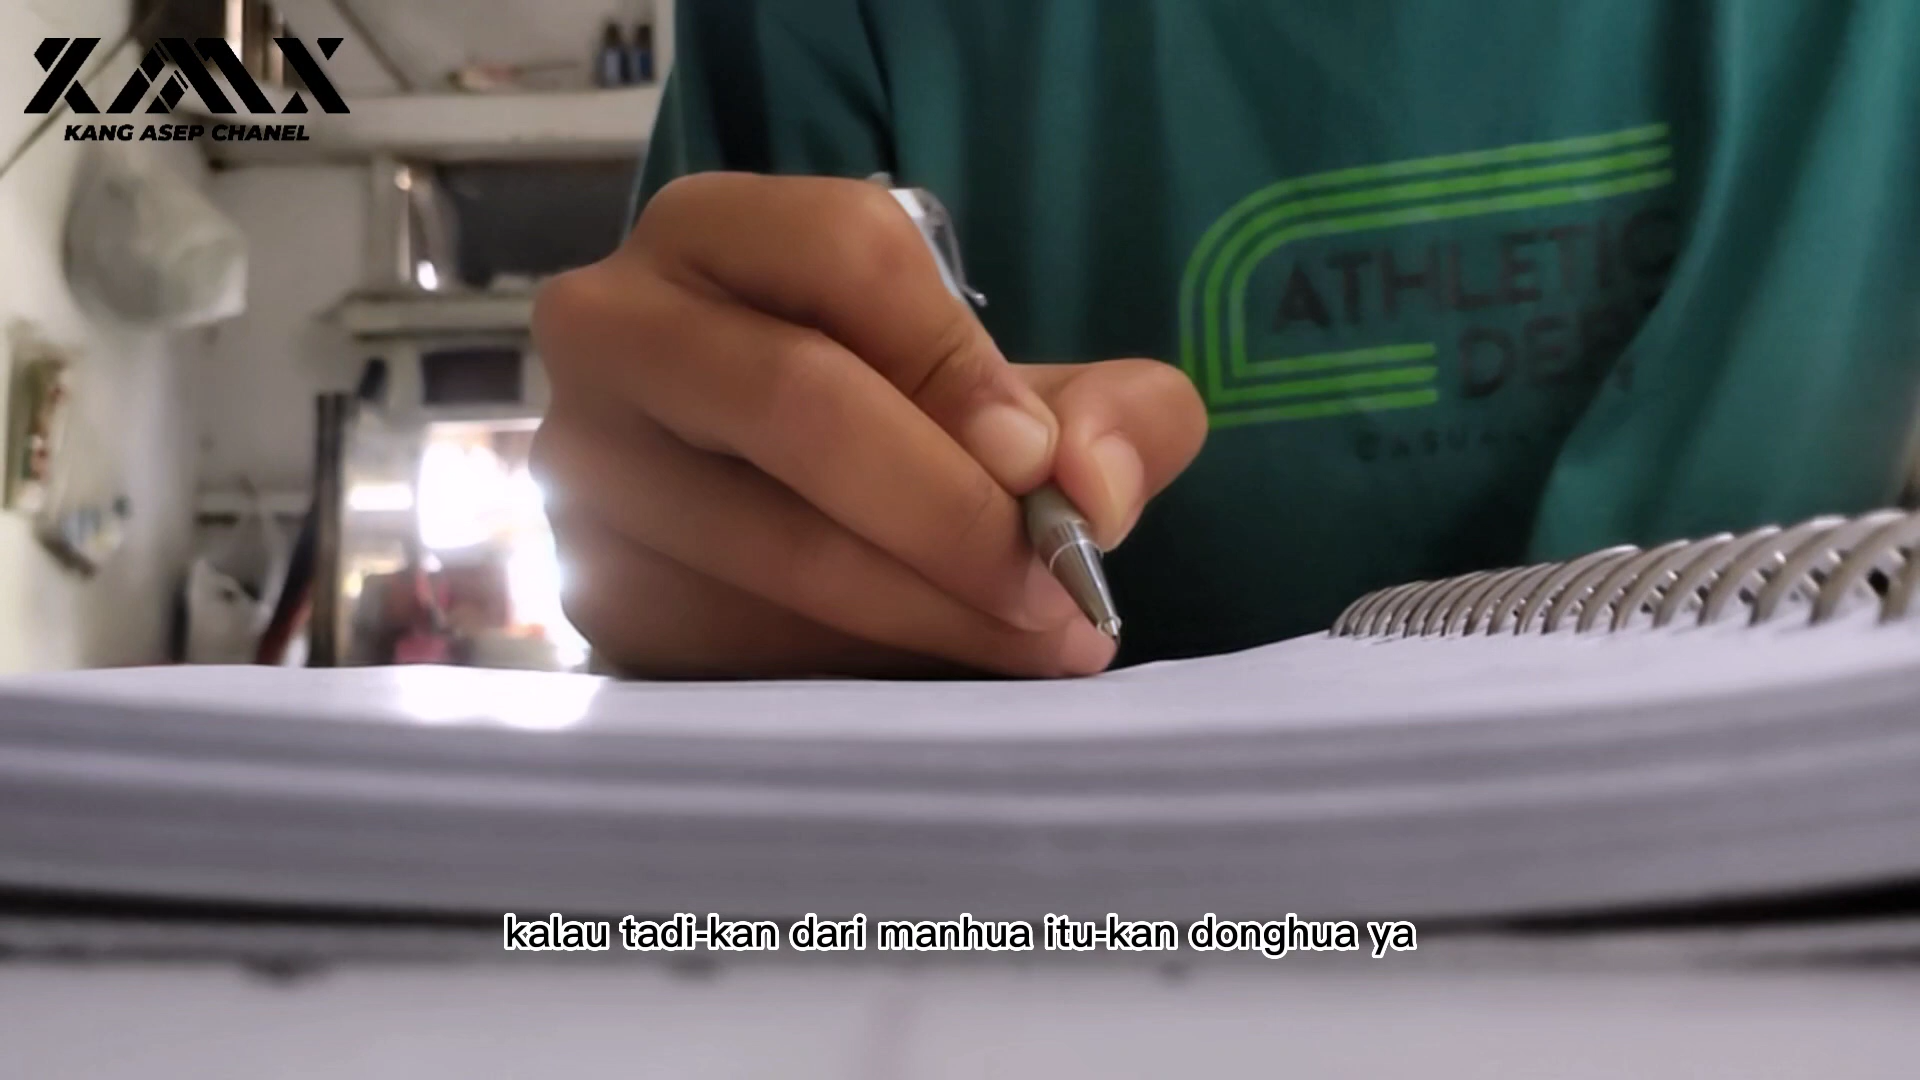 KANG ASEP CHANEL
ATHLETIC
DEPT
kalau tadi-kan dari manhua itu-kan donghua ya